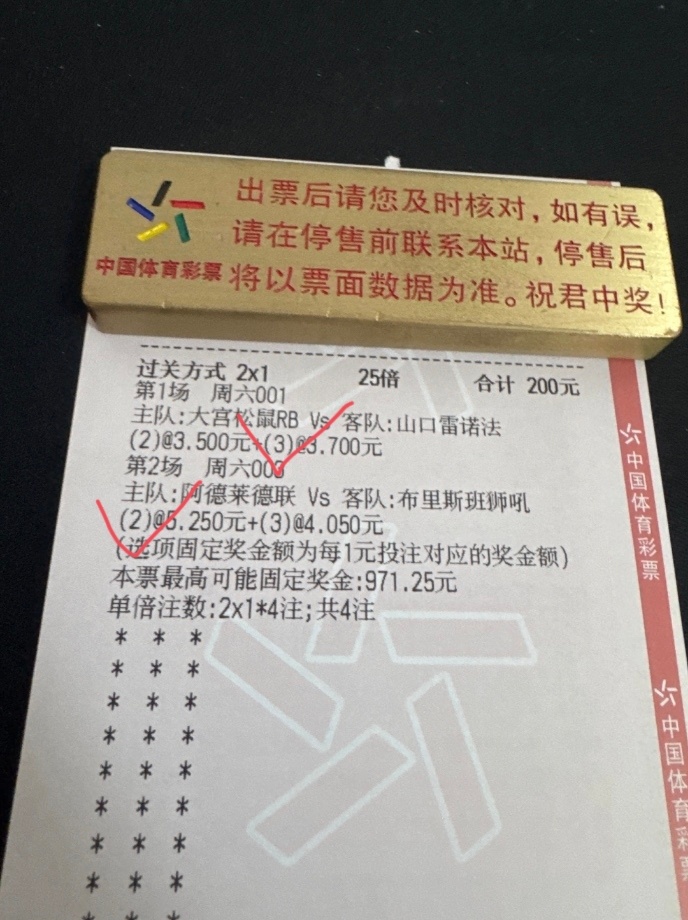 出票后请您及时核对，如有误，
请在停售前联系本站，停售后
将以票面数据为准。祝君中奖！
中国体育彩票
过关方式 2x1 25倍 合计 200元
第1场 周六001
主队:大宫松鼠RB Vs 客队:山口雷诺法
(2)@3.500元+(3)@3.700元
第2场 周六00
主队:阿德莱德联 Vs 客队:布里斯班狮吼
(2)@5.250元+(3)@4.050元
(选项固定奖金额为每1元投注对应的奖金额)
本票最高可能固定奖金:971.25元
单倍注数:2x1*4注;共4注
* * *
* * *
* * *
* * *
* * *
* * *
* * *
* * *
* * *
中国体育彩票
中国体育彩票